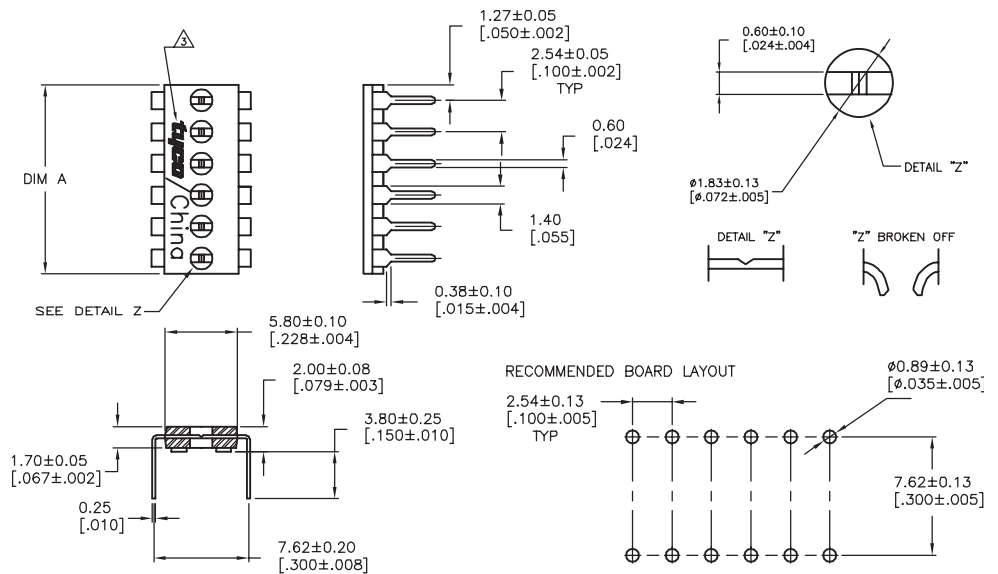 1.27±0.05
[.050±.002]
2.54±0.05
[.100±.002]
TYP
0.60
[.024]
1.40
[.055]
0.38±0.10
[.015±.004]
3
DIM A
tyco
China
SEE DETAIL Z
0.60±0.10
[.024±.004]
DETAIL "Z"
ø1.83±0.13
[ø.072±.005]
DETAIL "Z"
"Z" BROKEN OFF
5.80±0.10
[.228±.004]
2.00±0.08
[.079±.003]
3.80±0.25
[.150±.010]
1.70±0.05
[.067±.002]
0.25
[.010]
7.62±0.20
[.300±.008]
RECOMMENDED BOARD LAYOUT
2.54±0.13
[.100±.005]
TYP
ø0.89±0.13
[ø.035±.005]
7.62±0.13
[.300±.005]